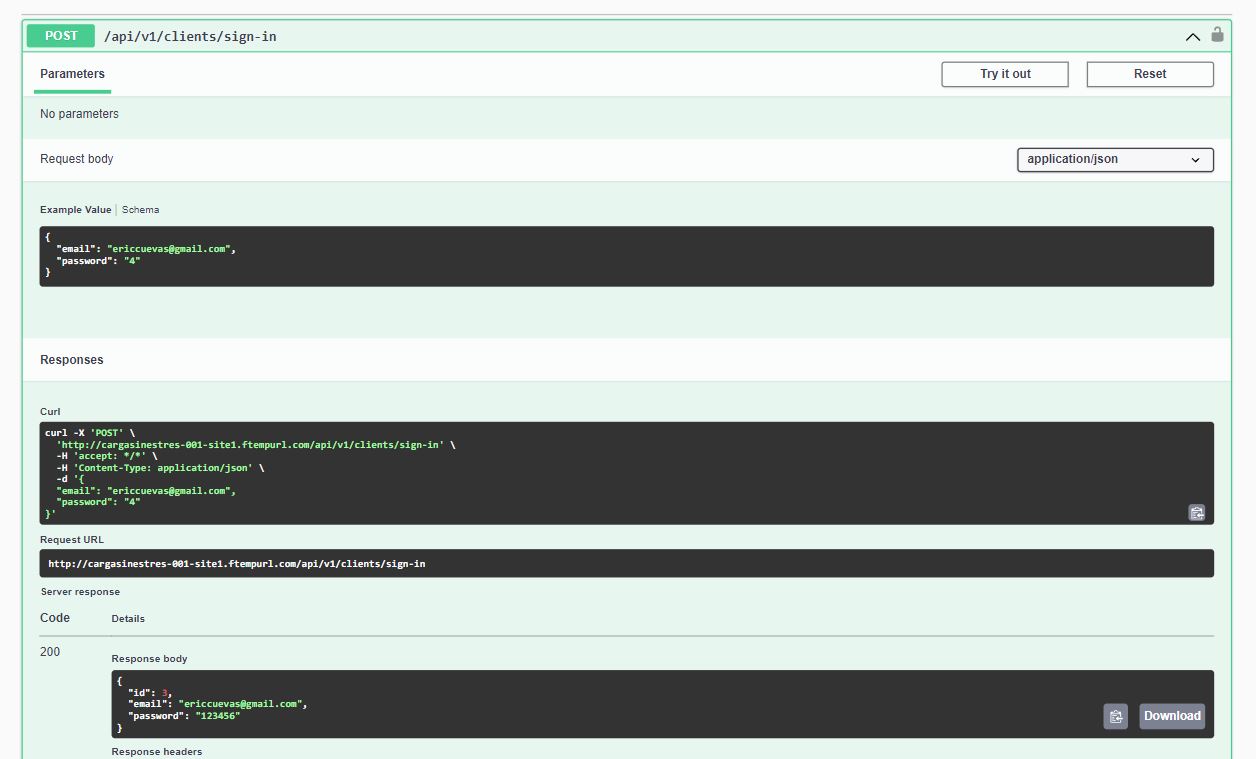 POST /api/v1/clients/sign-in
Parameters Try it out Reset
No parameters
Request body application/json
Example Value | Schema
{
  "email": "ericcuevas@gmail.com",
  "password": "4"
}
Responses
Curl
curl -X 'POST' \
  'http://cargasinestres-001-site1.ftempurl.com/api/v1/clients/sign-in' \
  -H 'accept: */*' \
  -H 'Content-Type: application/json' \
  -d '{
  "email": "ericcuevas@gmail.com",
  "password": "4"
}'
Request URL
http://cargasinestres-001-site1.ftempurl.com/api/v1/clients/sign-in
Server response
Code Details
200
Response body
{
  "id": 3,
  "email": "ericcuevas@gmail.com",
  "password": "123456"
}
Download
Response headers